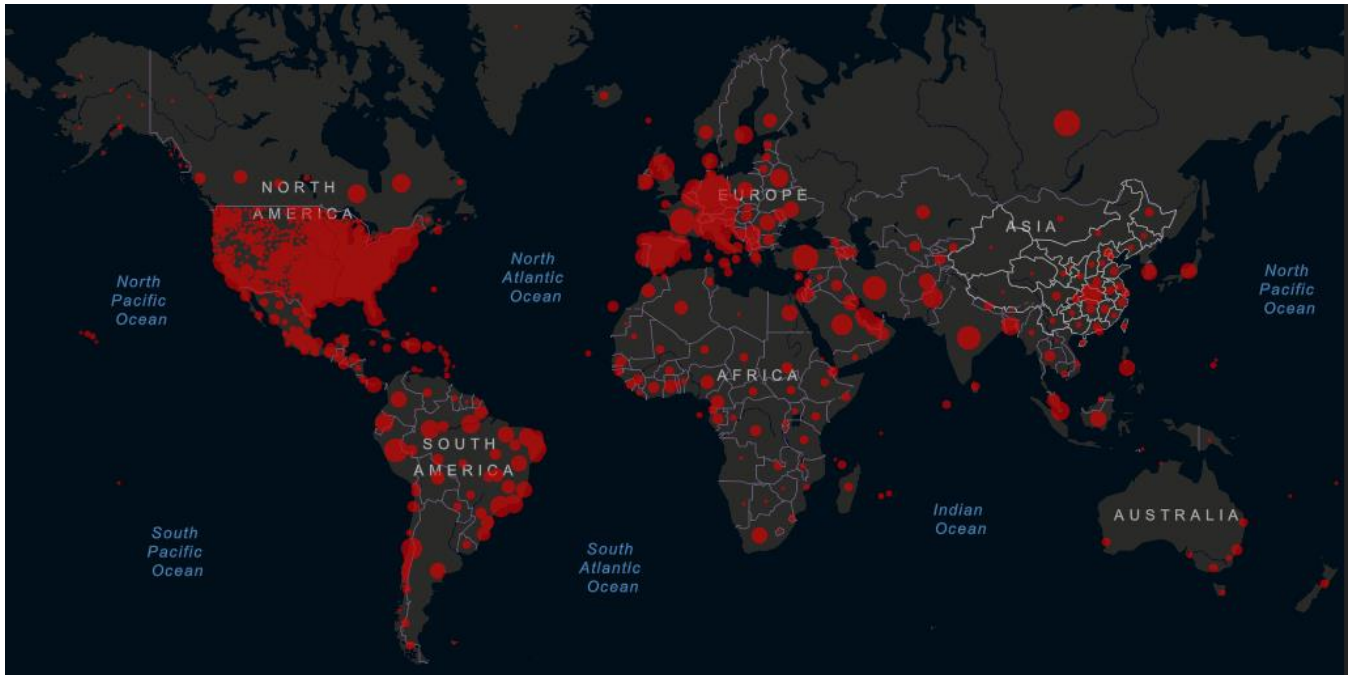 NORTH
AMERICA
EUROPE
ASIA
North
Pacific
Ocean
North
Atlantic
Ocean
North
Pacific
Ocean
AFRICA
SOUTH
AMERICA
Indian
Ocean
AUSTRALIA
South
Pacific
Ocean
South
Atlantic
Ocean